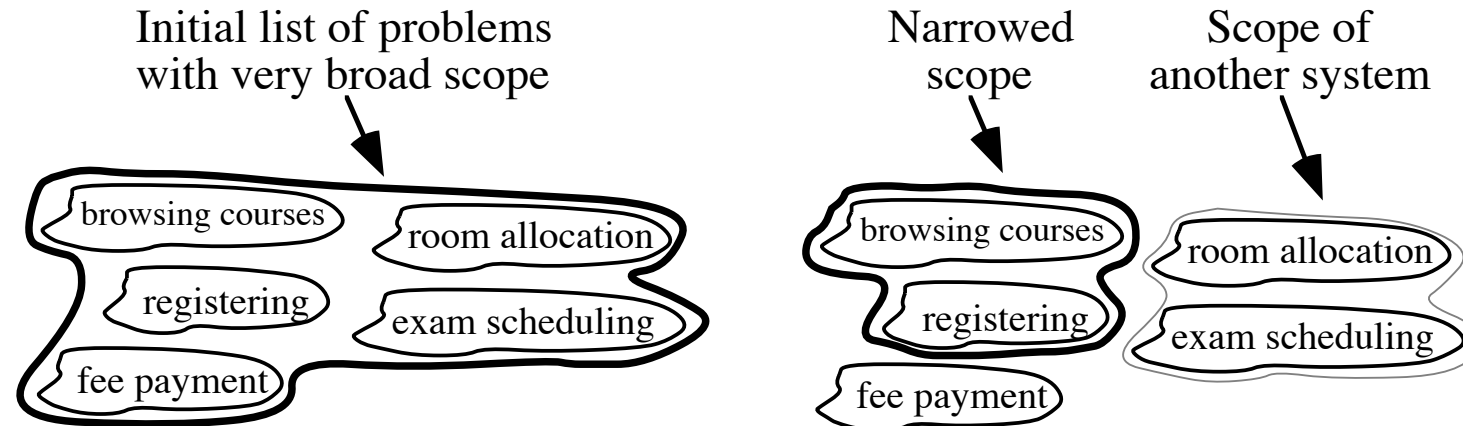 Initial list of problems
with very broad scope
browsing courses
room allocation
registering
exam scheduling
fee payment
Narrowed
scope
browsing courses
registering
fee payment
Scope of
another system
room allocation
exam scheduling